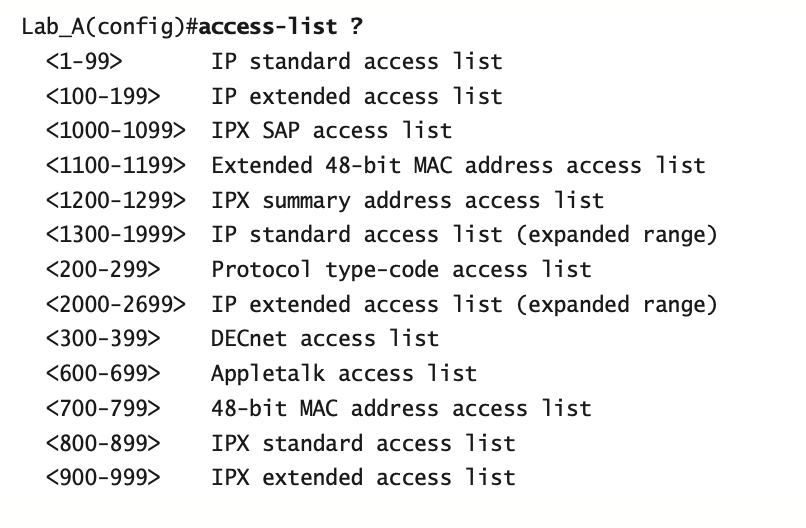 Lab_A(config)#access-list ?
<1-99> IP standard access list
<100-199> IP extended access list
<1000-1099> IPX SAP access list
<1100-1199> Extended 48-bit MAC address access list
<1200-1299> IPX summary address access list
<1300-1999> IP standard access list (expanded range)
<200-299> Protocol type-code access list
<2000-2699> IP extended access list (expanded range)
<300-399> DECnet access list
<600-699> Appletalk access list
<700-799> 48-bit MAC address access list
<800-899> IPX standard access list
<900-999> IPX extended access list